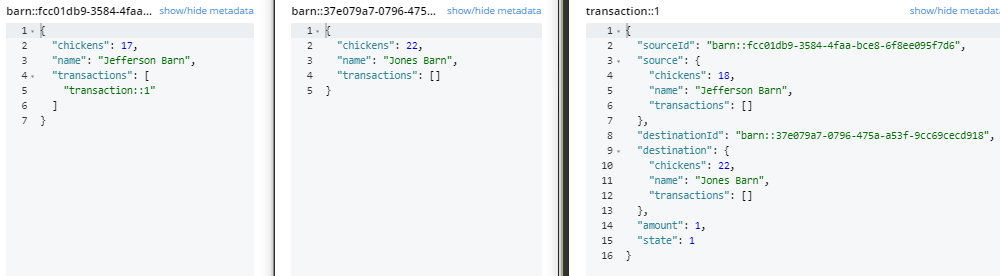 barn::fcc01db9-3584-4faa... show/hide metadata
1 {
2 "chickens": 17,
3 "name": "Jefferson Barn",
4 "transactions": [
5 "transaction::1"
6 ]
7 }
barn::37e079a7-0796-475... show/hide metadata
1 {
2 "chickens": 22,
3 "name": "Jones Barn",
4 "transactions": []
5 }
transaction::1 show/hide metadat
1 {
2 "sourceId": "barn::fcc01db9-3584-4faa-bce8-6f8ee095f7d6",
3 "source": {
4 "chickens": 18,
5 "name": "Jefferson Barn",
6 "transactions": []
7 },
8 "destinationId": "barn::37e079a7-0796-475a-a53f-9cc69cecd918",
9 "destination": {
10 "chickens": 22,
11 "name": "Jones Barn",
12 "transactions": []
13 },
14 "amount": 1,
15 "state": 1
16 }